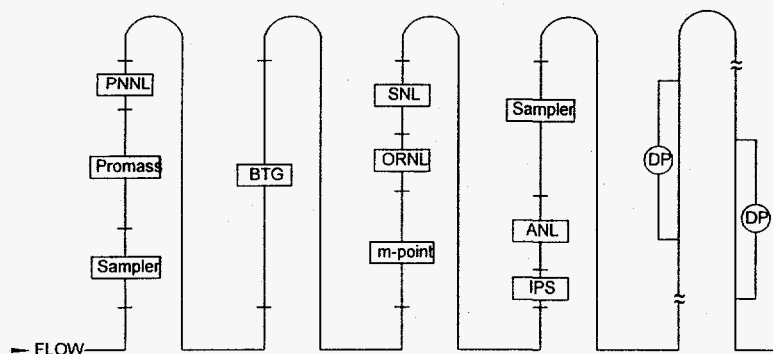 PNNL
Promass
Sampler
BTG
SNL
ORNL
m-point
Sampler
ANL
IPS
DP
DP
FLOW